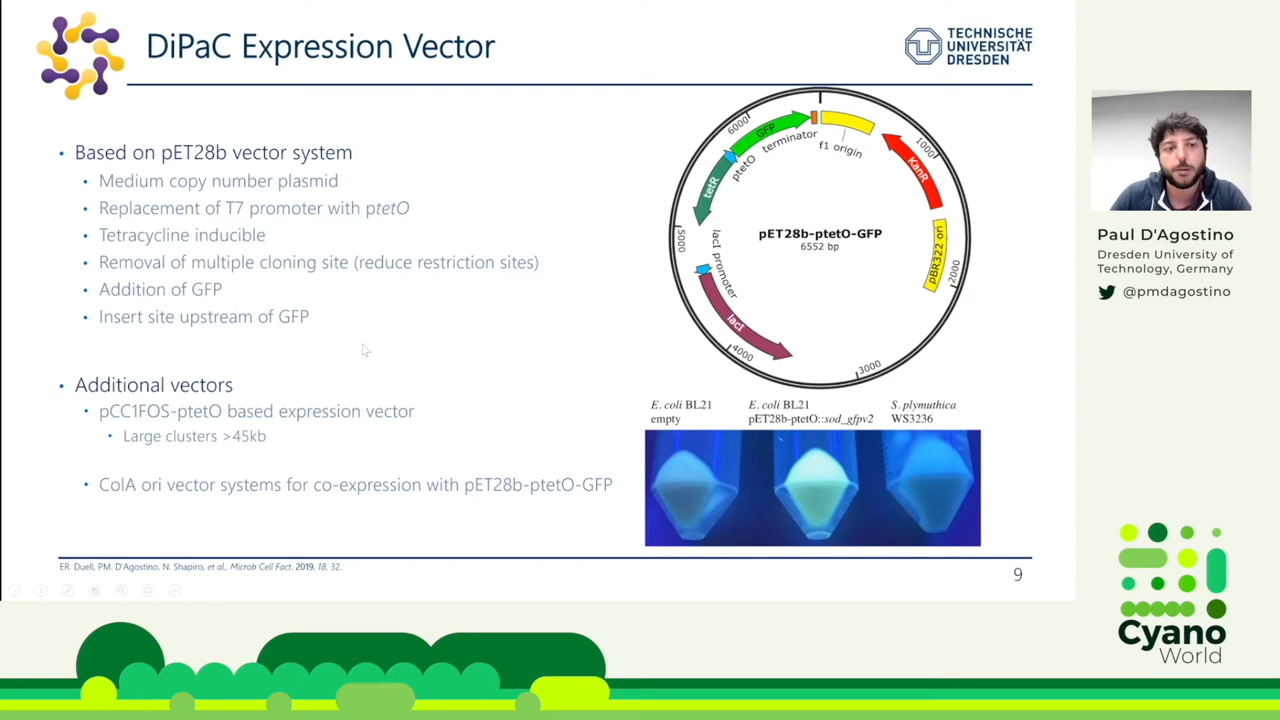 DiPaC Expression Vector
TECHNISCHE
UNIVERSITÄT
DRESDEN
• Based on pET28b vector system
• Medium copy number plasmid
• Replacement of T7 promoter with ptetO
• Tetracycline inducible
• Removal of multiple cloning site (reduce restriction sites)
• Addition of GFP
• Insert site upstream of GFP
• Additional vectors
• pCC1FOS-ptetO based expression vector
• Large clusters >45kb
• ColA ori vector systems for co-expression with pET28b-ptetO-GFP
6000
GFP
terminator
f1 origin
1000
KanR
ptetO
tetR
5000
lacI promoter
pET28b-ptetO-GFP
6552 bp
pBR322 ori
2000
lacI
4000
3000
E. coli BL21
empty
E. coli BL21
pET28b-ptetO::sod_gfpv2
S. plymuthica
WS3236
ER. Duell, PM. D'Agostino, N. Shapiro, et al., Microb Cell Fact. 2019, 18, 32.
9
Paul D'Agostino
Dresden University of
Technology, Germany
@pmdagostino
Cyano
World